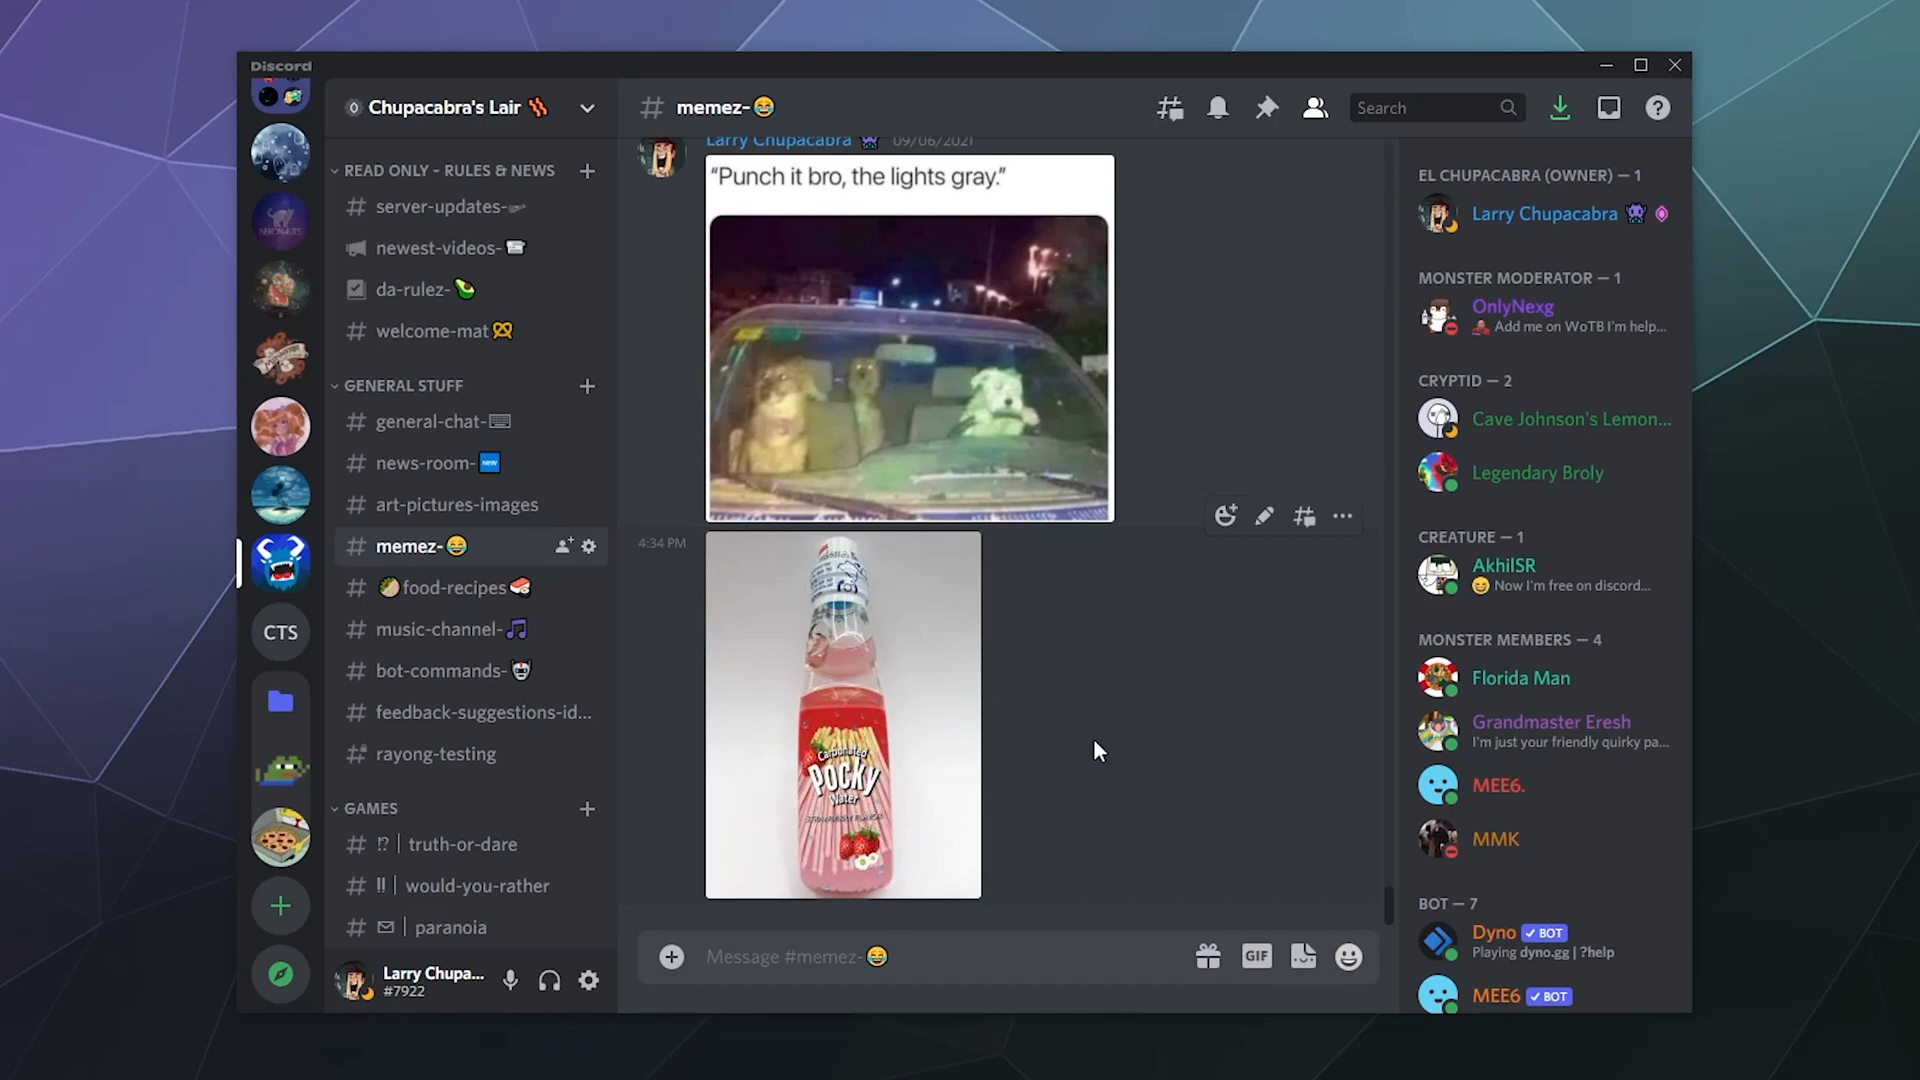 Discord
Chupacabra's Lair
READ ONLY - RULES & NEWS
server-updates-
newest-videos-
da-rulez-
welcome-mat
GENERAL STUFF
general-chat-
news-room-
NEW
art-pictures-images
memez-
food-recipes
music-channel-
bot-commands-
feedback-suggestions-id...
rayong-testing
GAMES
⁉ | truth-or-dare
‼ | would-you-rather
| paranoia
CTS
Larry Chupa...
#7922
# memez-
Search
Larry Chupacabra 09/06/2021
“Punch it bro, the lights gray.”
4:34 PM
Carbonated
POCKY
Water
Message #memez-
GIF
EL CHUPACABRA (OWNER) — 1
Larry Chupacabra
MONSTER MODERATOR — 1
OnlyNexg
Add me on WoTB I'm help...
CRYPTID — 2
Cave Johnson's Lemon...
Legendary Broly
CREATURE — 1
AkhilSR
Now I'm free on discord...
MONSTER MEMBERS — 4
Florida Man
Grandmaster Eresh
I'm just your friendly quirky pa...
MEE6.
MMK
BOT — 7
Dyno ✓ BOT
Playing dyno.gg | ?help
MEE6 ✓ BOT